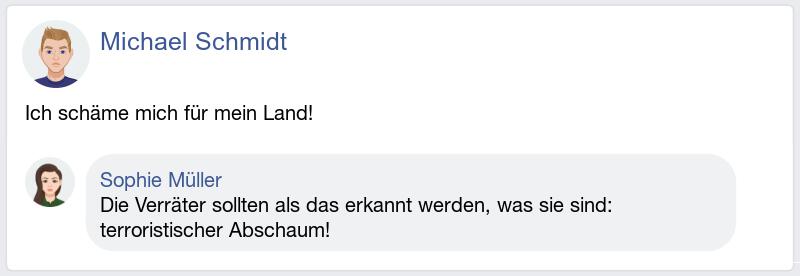 Michael Schmidt
Ich schäme mich für mein Land!
Sophie Müller
Die Verräter sollten als das erkannt werden, was sie sind:
terroristischer Abschaum!